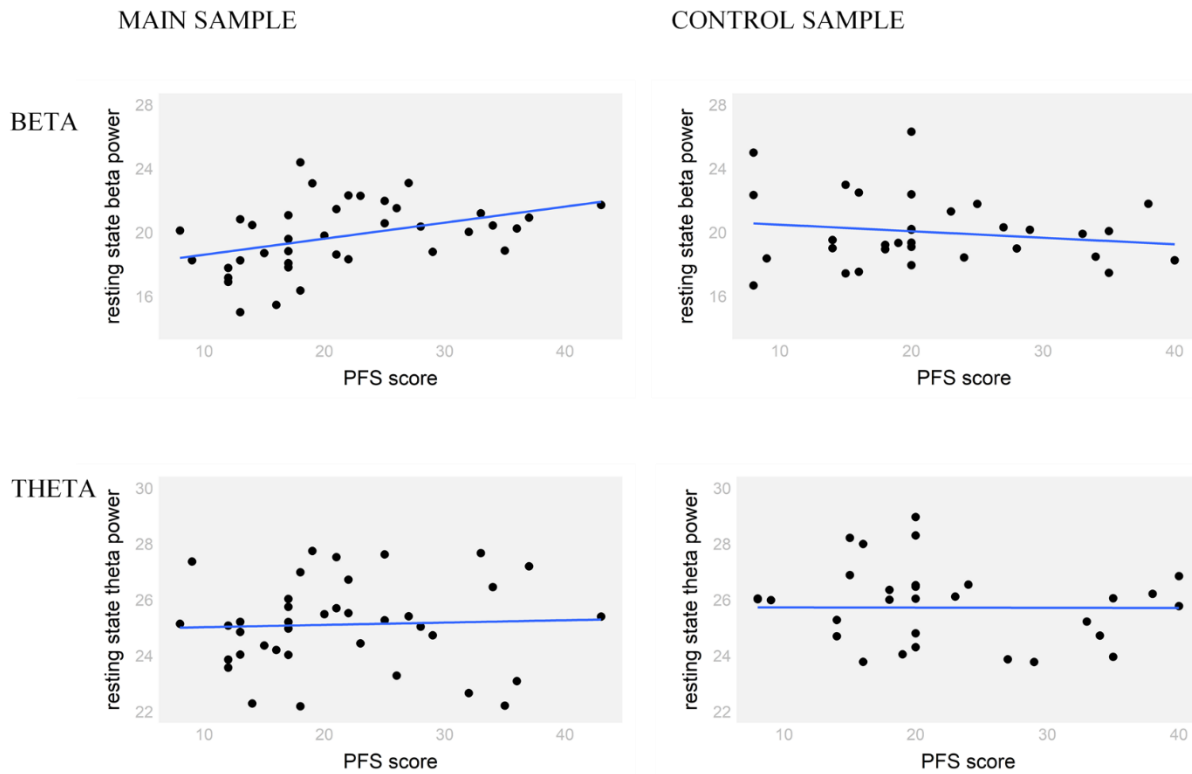 MAIN SAMPLE
CONTROL SAMPLE
BETA
resting state beta power
28
24
20
16
10 20 30 40
PFS score
resting state beta power
28
24
20
16
10 20 30 40
PFS score
THETA
resting state theta power
30
28
26
24
22
10 20 30 40
PFS score
resting state theta power
30
28
26
24
22
10 20 30 40
PFS score